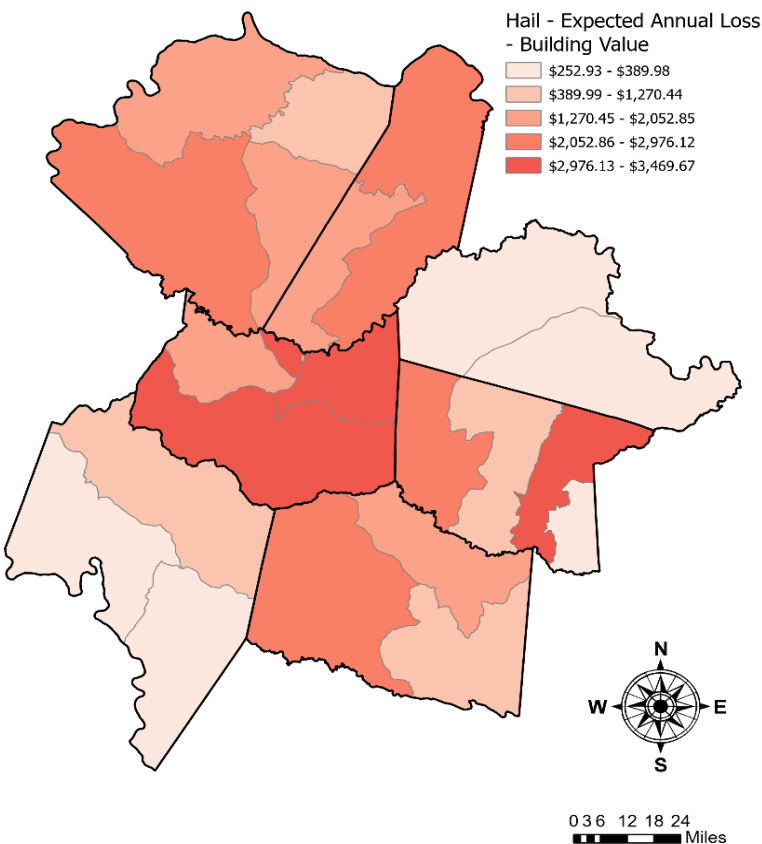 Hail - Expected Annual Loss
- Building Value
$252.93 - $389.98
$389.99 - $1,270.44
$1,270.45 - $2,052.85
$2,052.86 - $2,976.12
$2,976.13 - $3,469.67
N
W E
S
0 3 6 12 18 24
Miles